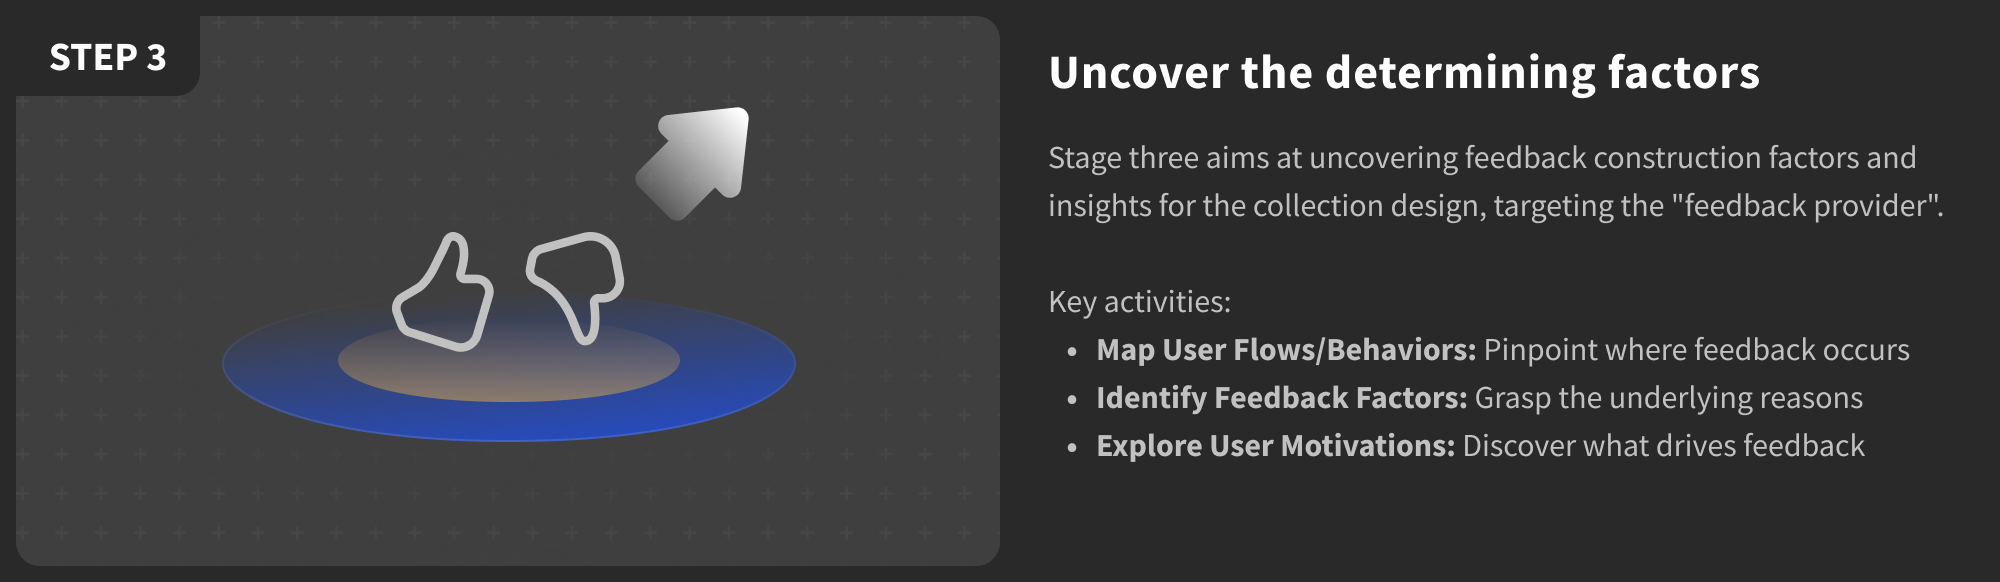 STEP 3
Uncover the determining factors
Stage three aims at uncovering feedback construction factors and
insights for the collection design, targeting the "feedback provider".
Key activities:
• Map User Flows/Behaviors: Pinpoint where feedback occurs
• Identify Feedback Factors: Grasp the underlying reasons
• Explore User Motivations: Discover what drives feedback